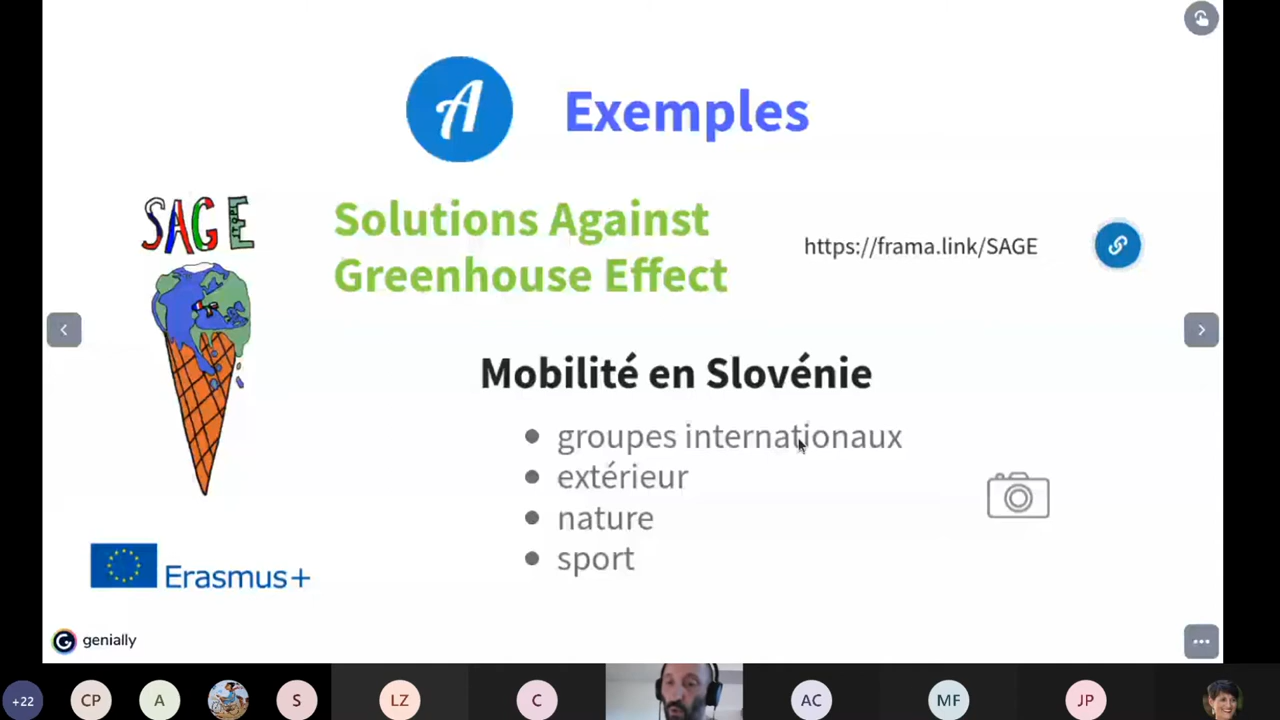 A
Exemples
SAGE
Solutions Against
Greenhouse Effect
https://frama.link/SAGE
Mobilité en Slovénie
groupes internationaux
extérieur
nature
sport
Erasmus+
genially
+22
CP
A
S
LZ
C
AC
MF
JP